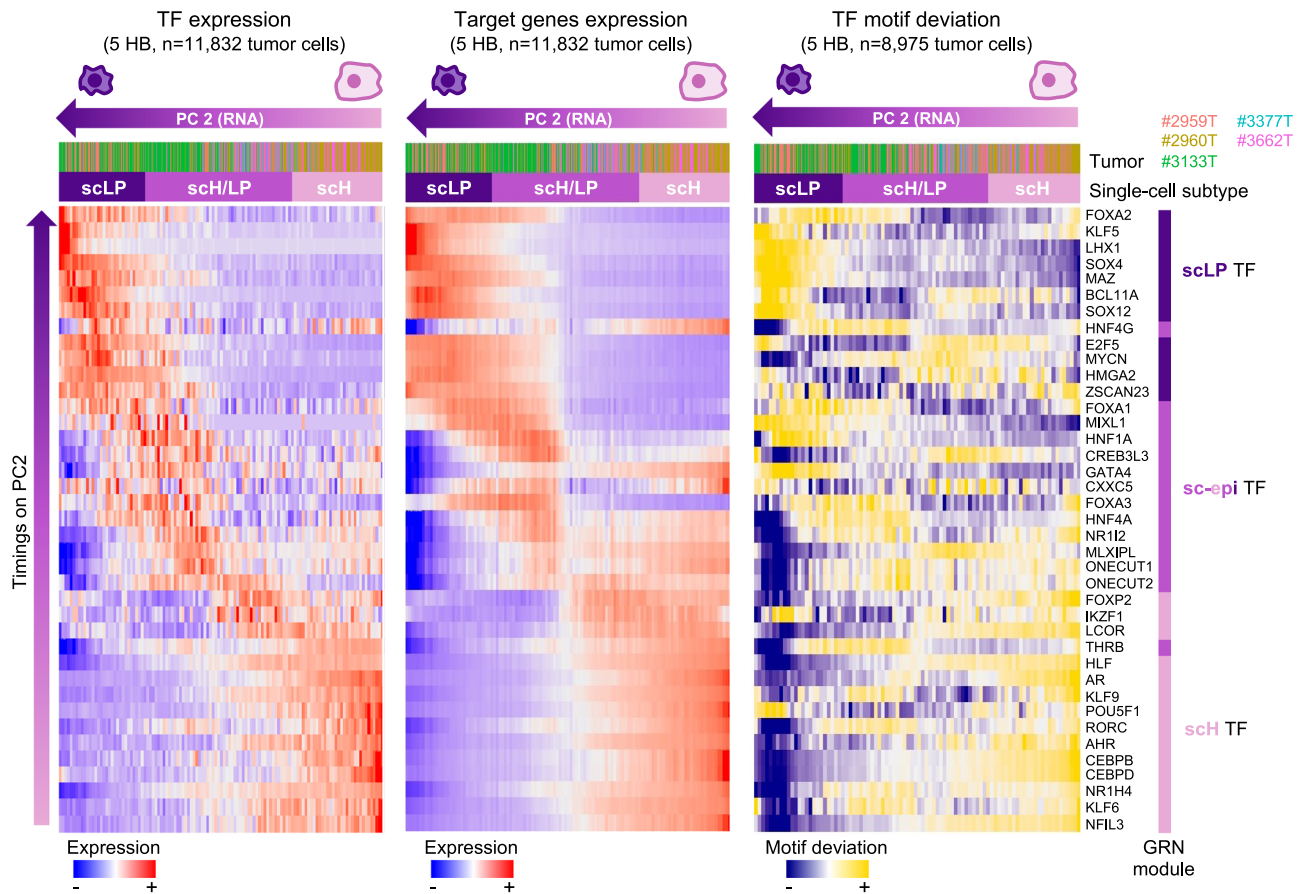 TF expression
(5 HB, n=11,832 tumor cells)
Target genes expression
(5 HB, n=11,832 tumor cells)
TF motif deviation
(5 HB, n=8,975 tumor cells)
PC 2 (RNA)
PC 2 (RNA)
PC 2 (RNA)
#2959T #3377T
#2960T #3662T
#3133T
Tumor
scLP scH/LP scH
scLP scH/LP scH
scLP scH/LP scH
Single-cell subtype
Timings on PC2
FOXA2
KLF5
LHX1
SOX4
MAZ
BCL11A
SOX12
HNF4G
E2F5
MYCN
HMGA2
ZSCAN23
FOXA1
MIXL1
HNF1A
CREB3L3
GATA4
CXXC5
FOXA3
HNF4A
NR1I2
MLXIPL
ONECUT1
ONECUT2
FOXP2
IKZF1
LCOR
THRB
HLF
AR
KLF9
POU5F1
RORC
AHR
CEBPB
CEBPD
NR1H4
KLF6
NFIL3
scLP TF
sc-epi TF
scH TF
GRN
module
Expression
- +
Expression
- +
Motif deviation
- +